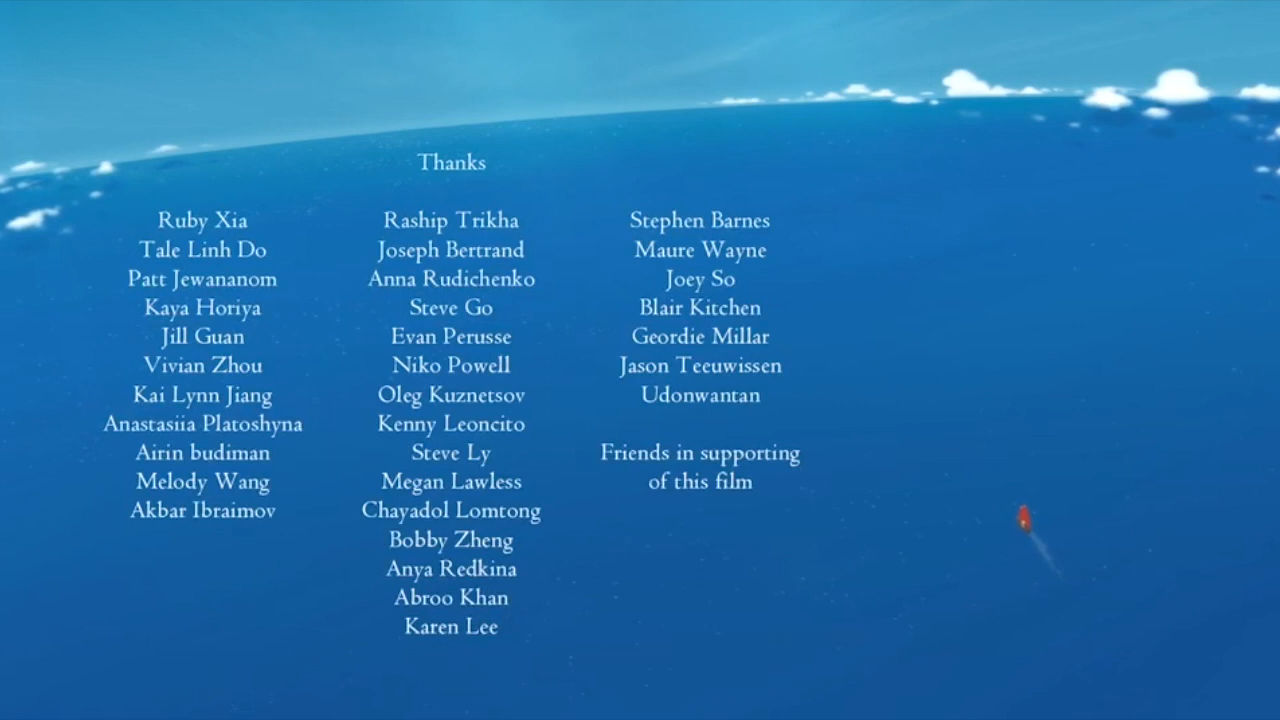 Thanks
Ruby Xia
Tale Linh Do
Patt Jewananom
Kaya Horiya
Jill Guan
Vivian Zhou
Kai Lynn Jiang
Anastasiia Platoshyna
Airin budiman
Melody Wang
Akbar Ibraimov
Raship Trikha
Joseph Bertrand
Anna Rudichenko
Steve Go
Evan Perusse
Niko Powell
Oleg Kuznetsov
Kenny Leoncito
Steve Ly
Megan Lawless
Chayadol Lomtong
Bobby Zheng
Anya Redkina
Abroo Khan
Karen Lee
Stephen Barnes
Maure Wayne
Joey So
Blair Kitchen
Geordie Millar
Jason Teeuwissen
Udonwantan
Friends in supporting
of this film